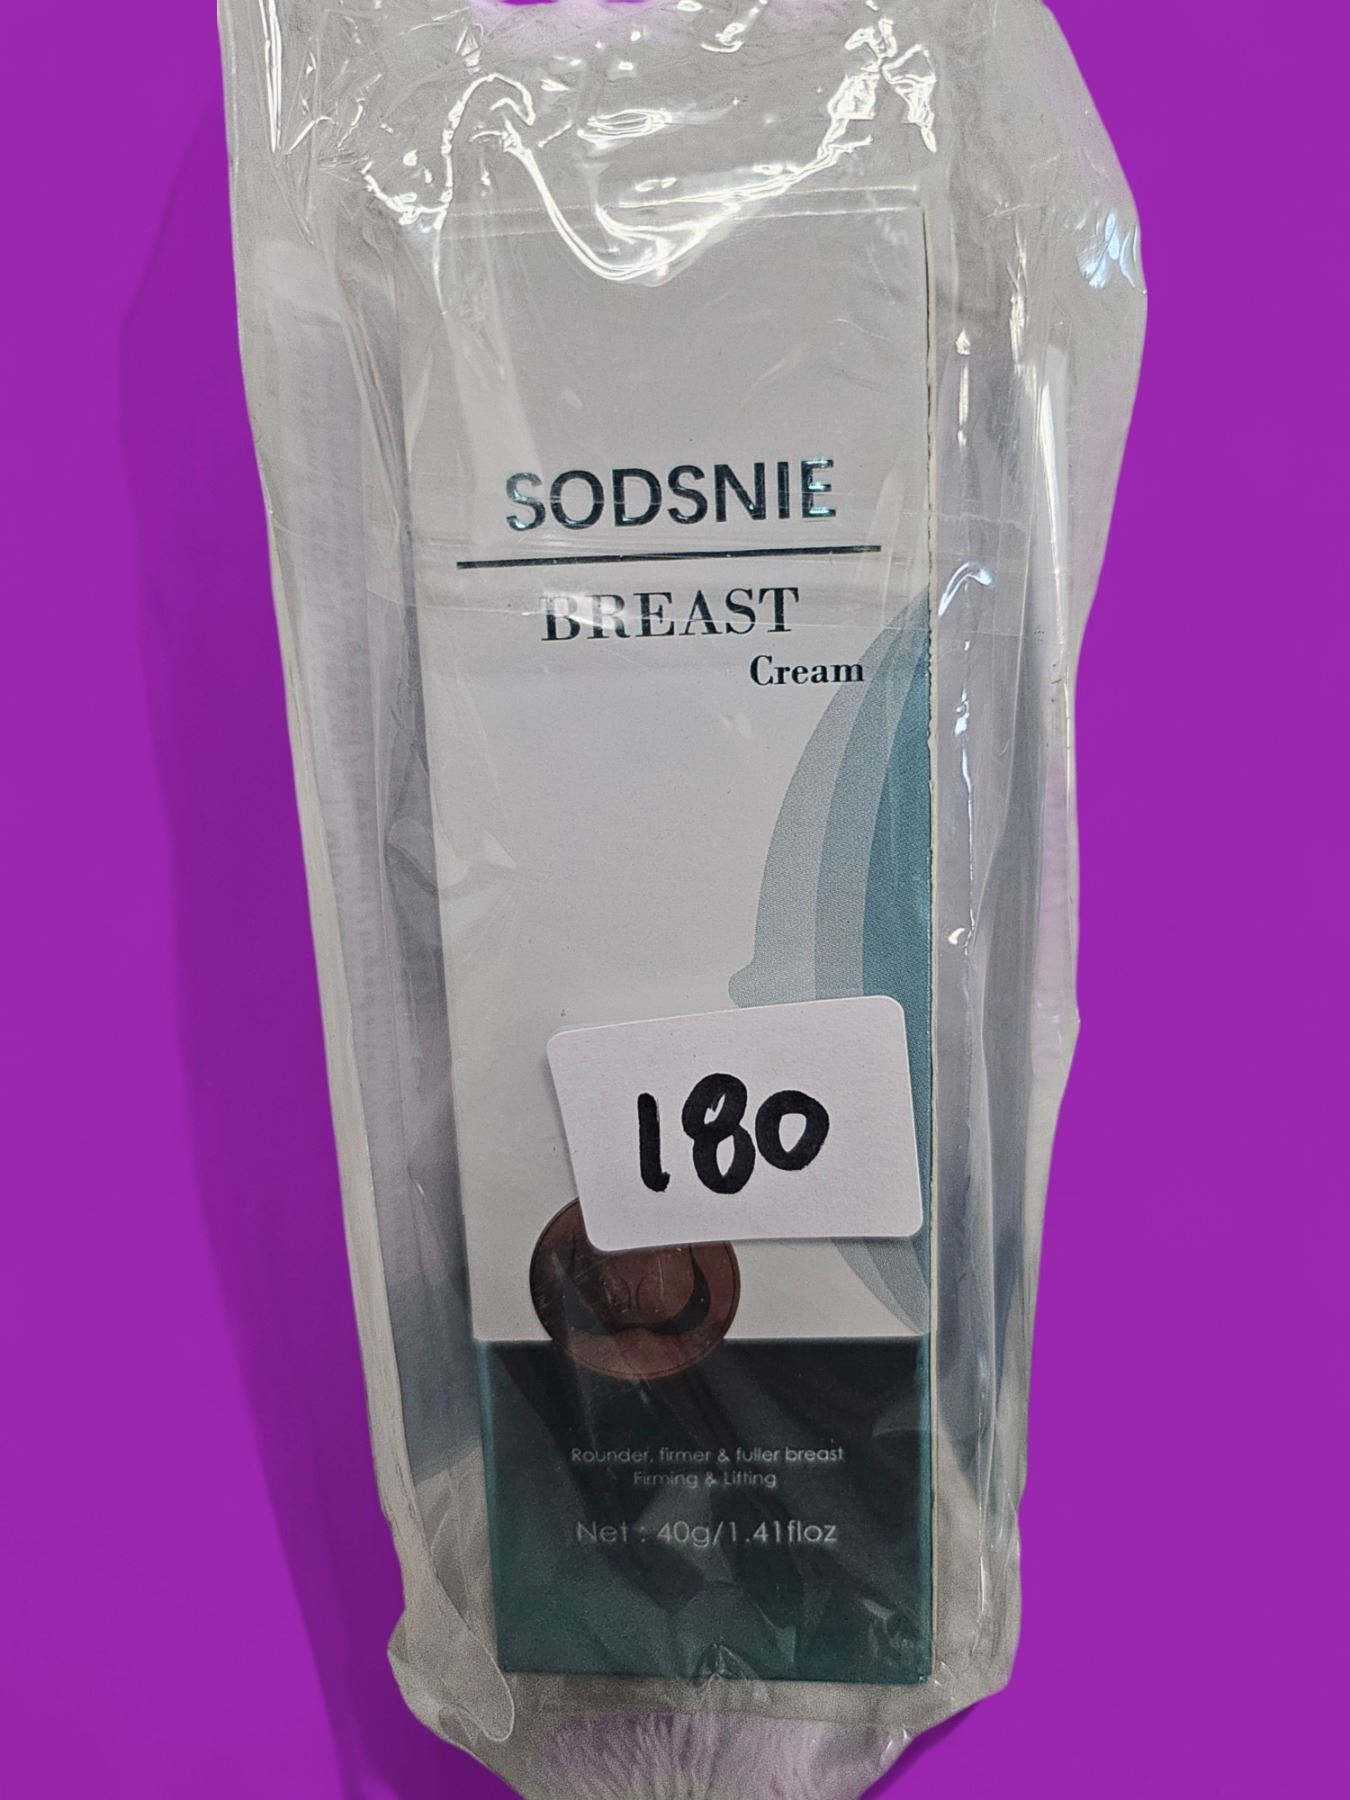 SODSNIE
BREAST
Cream
180
Rounder, firmer & fuller breast
Firming & Lifting
Net : 40g/1.41floz